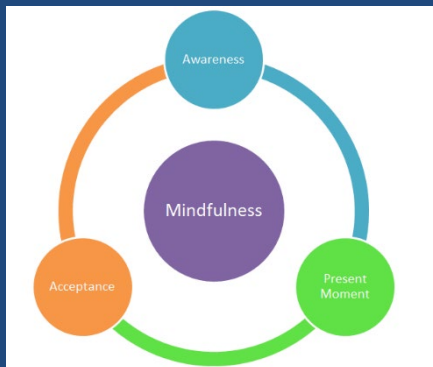 Awareness
Mindfulness
Acceptance
Present
Moment